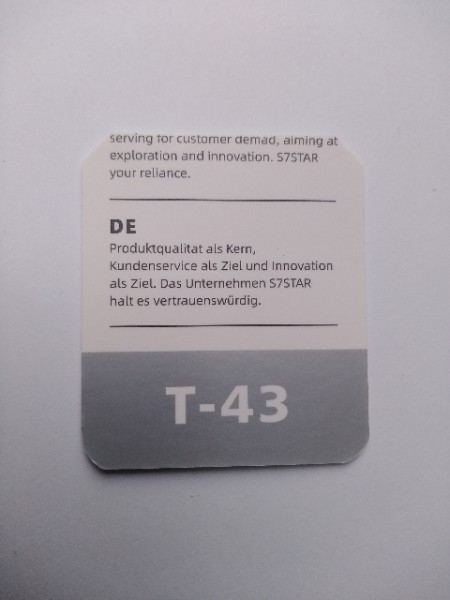 serving for customer demad, aiming at
exploration and innovation. S7STAR
your reliance.
DE
Produktqualitat als Kern,
Kundenservice als Ziel und Innovation
als Ziel. Das Unternehmen S7STAR
halt es vertrauenswürdig.
T-43